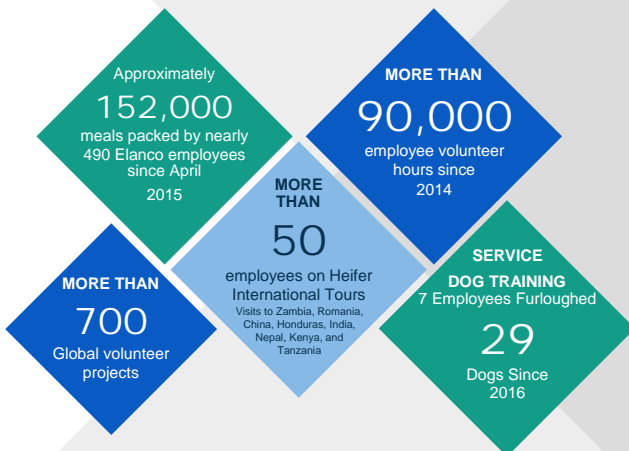 Approximately
152,000
meals packed by nearly
490 Elanco employees
since April
2015
MORE THAN
90,000
employee volunteer
hours since
2014
MORE
THAN
50
employees on Heifer
International Tours
Visits to Zambia, Romania,
China, Honduras, India,
Nepal, Kenya, and
Tanzania
MORE THAN
700
Global volunteer
projects
SERVICE
DOG TRAINING
7 Employees Furloughed
29
Dogs Since
2016